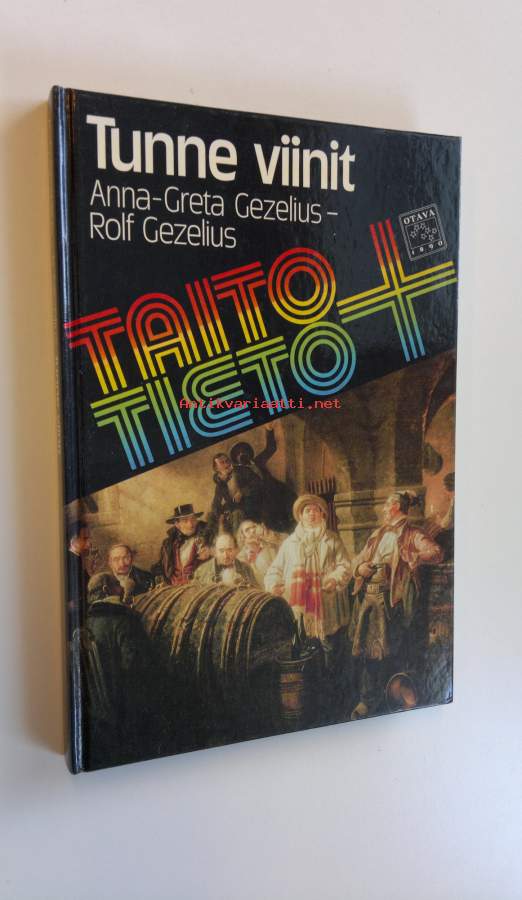 Tunne viinit
Anna-Greta Gezelius –
Rolf Gezelius
OTAVA
1890
TAITO
TIETO
+
Antikvariaatti.net